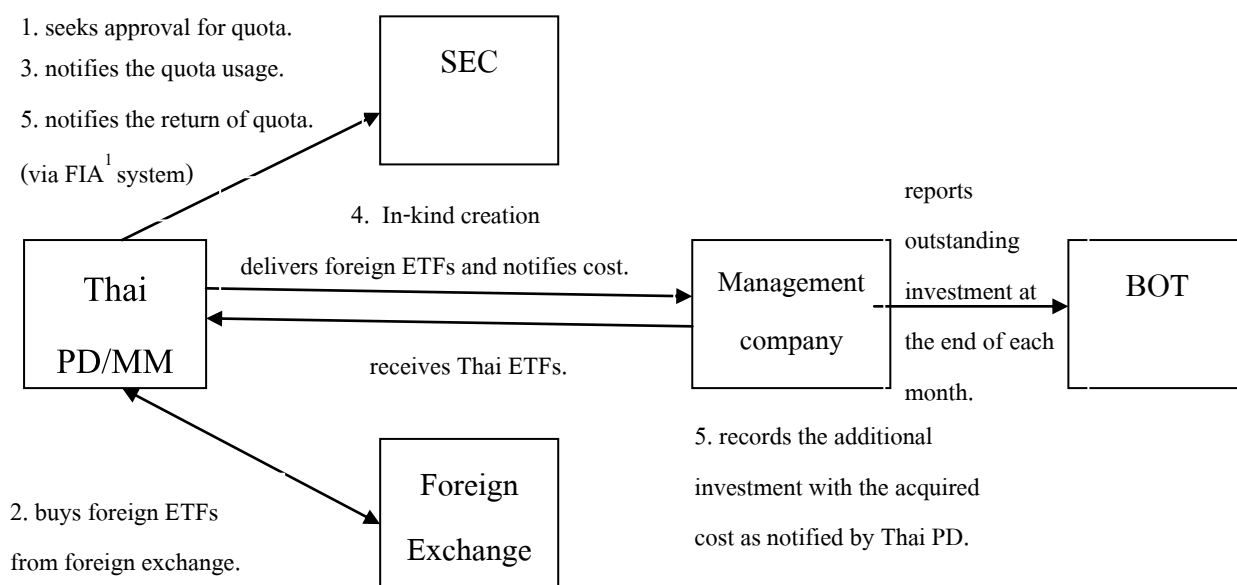 1. seeks approval for quota.
3. notifies the quota usage.
5. notifies the return of quota.
(via FIA1 system)
SEC
4. In-kind creation
delivers foreign ETFs and notifies cost.
receives Thai ETFs.
Thai
PD/MM
Management
company
reports
outstanding
investment at
the end of each
month.
BOT
2. buys foreign ETFs
from foreign exchange.
Foreign
Exchange
5. records the additional
investment with the acquired
cost as notified by Thai PD.